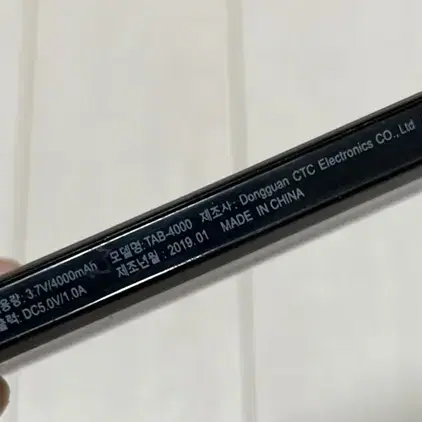 용량: 3.7V/4000mAh 모델명:TAB-4000 제조사: Dongguan CTC Electronics CO.,Ltd
출력: DC5.0V/1.0A 제조년월: 2019.01 MADE IN CHINA